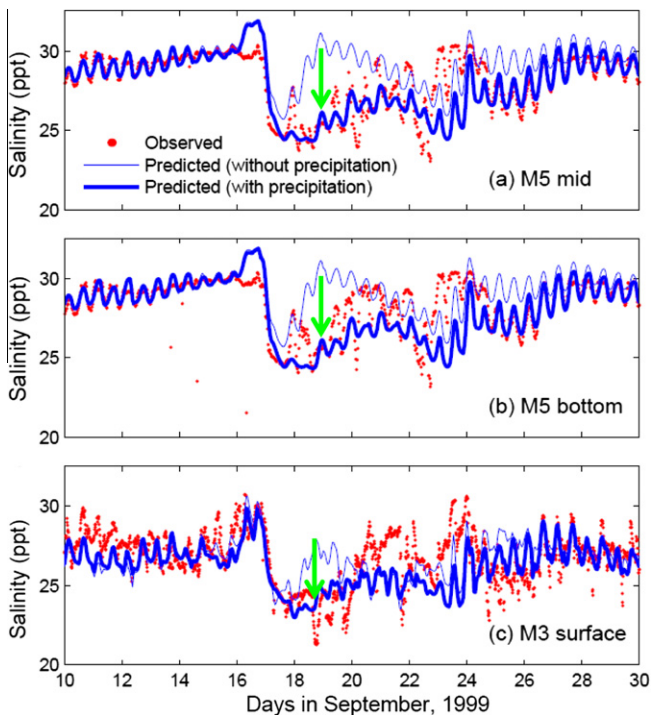 30
25
20
Salinity (ppt)
Observed
Predicted (without precipitation)
Predicted (with precipitation)
(a) M5 mid
30
25
20
Salinity (ppt)
(b) M5 bottom
30
25
20
Salinity (ppt)
(c) M3 surface
10 12 14 16 18 20 22 24 26 28 30
Days in September, 1999